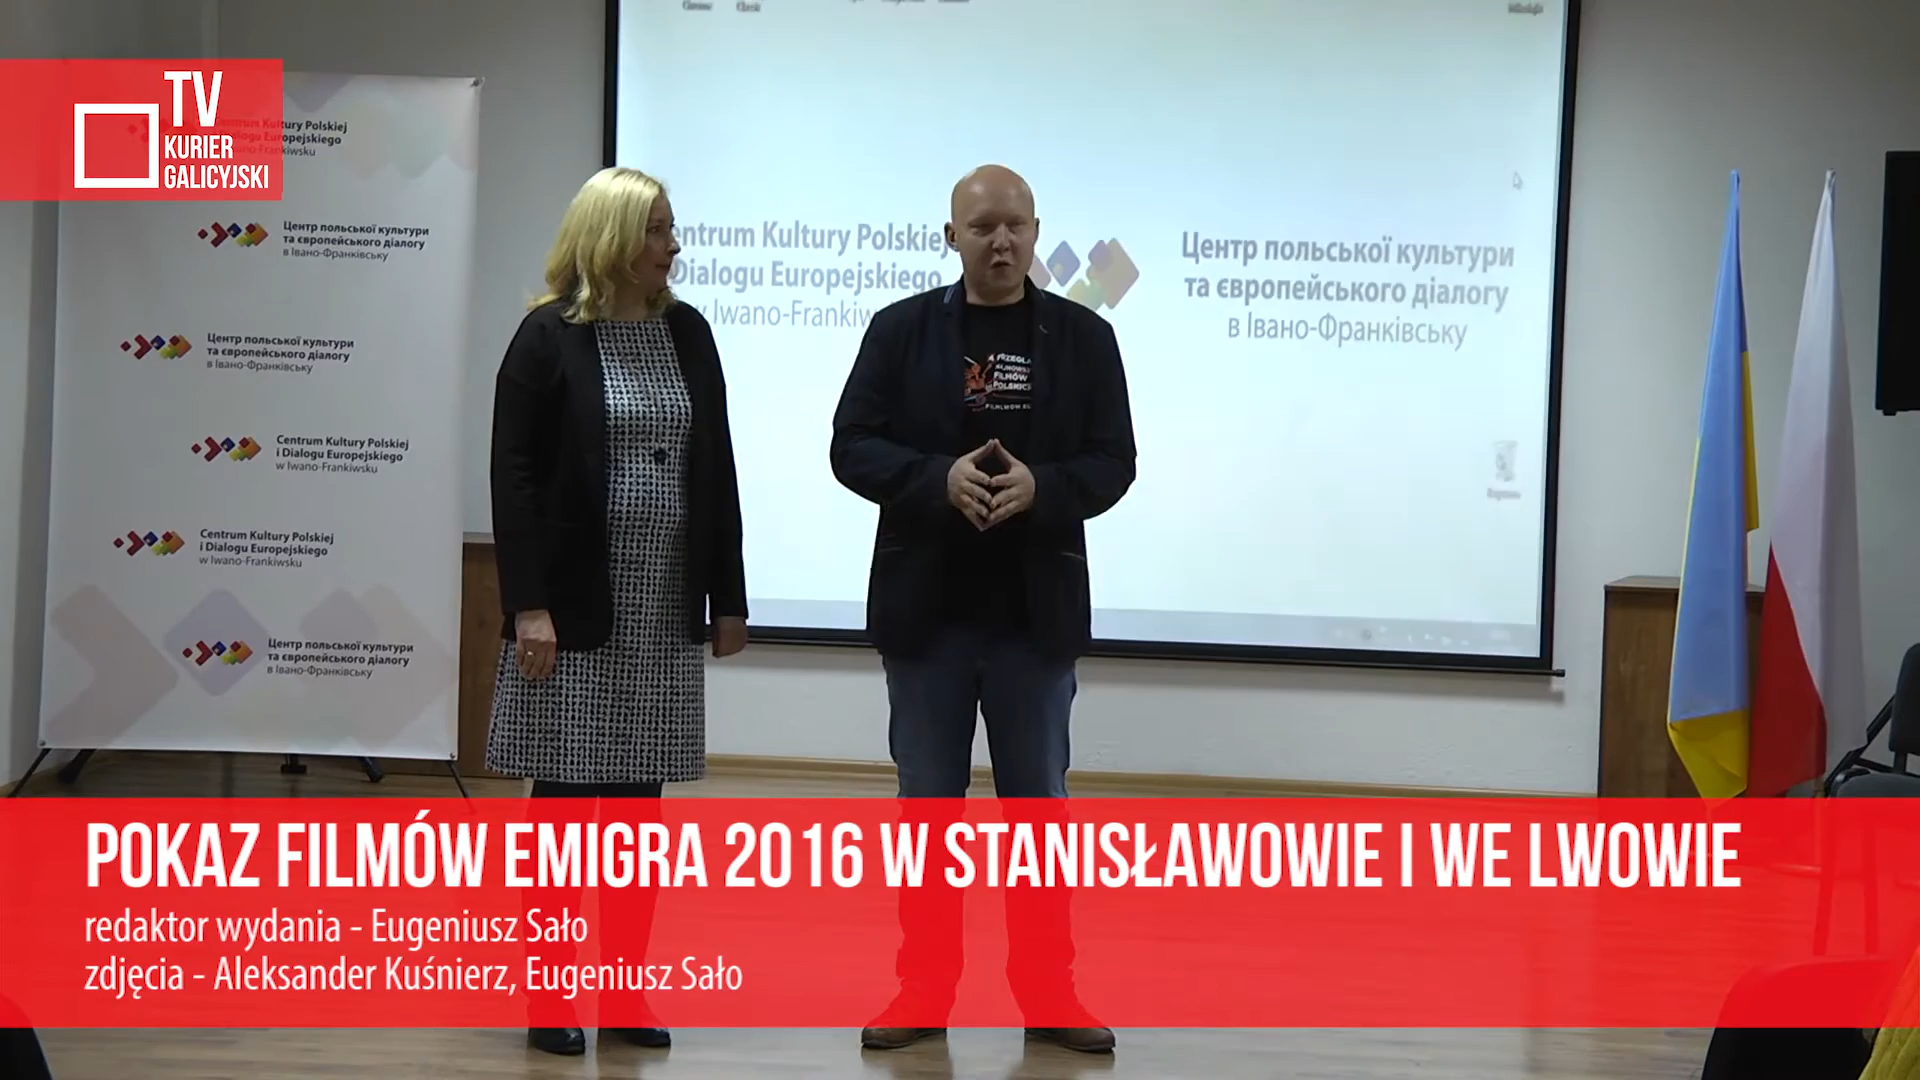 TV
KURIER
GALICYJSKI
Centrum Kultury Polskiej
i Dialogu Europejskiego
Центр польської культури
та європейського діалогу
в Івано-Франківську
Центр польської культури
та європейського діалогу
в Івано-Франківську
Centrum Kultury Polskiej
i Dialogu Europejskiego
w Iwano-Frankiwsku
Centrum Kultury Polskiej
i Dialogu Europejskiego
w Iwano-Frankiwsku
Центр польської культури
та європейського діалогу
в Івано-Франківську
entrum Kultury Polskiej
Dialogu Europejskiego
w Iwano-Frankiw
Центр польської культури
та європейського діалогу
в Івано-Франківську
FILMÓW
POLSKICH
POKAZ FILMÓW EMIGRA 2016 W STANISŁAWOWIE I WE LWOWIE
redaktor wydania - Eugeniusz Sało
zdjęcia - Aleksander Kuśnierz, Eugeniusz Sało